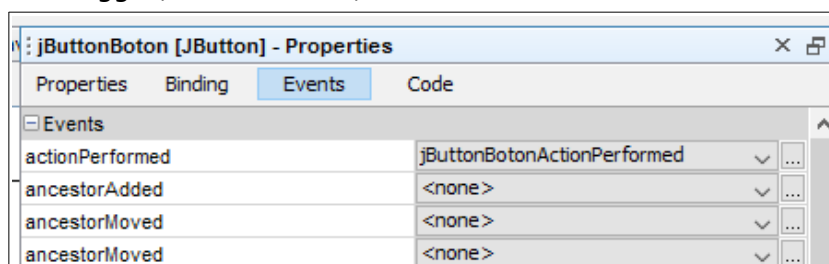 jButtonBoton [JButton] - Properties
Properties Binding Events Code
Events
actionPerformed jButtonBotonActionPerformed ...
ancestorAdded <none> ...
ancestorMoved <none> ...
ancestorMoved <none> ...